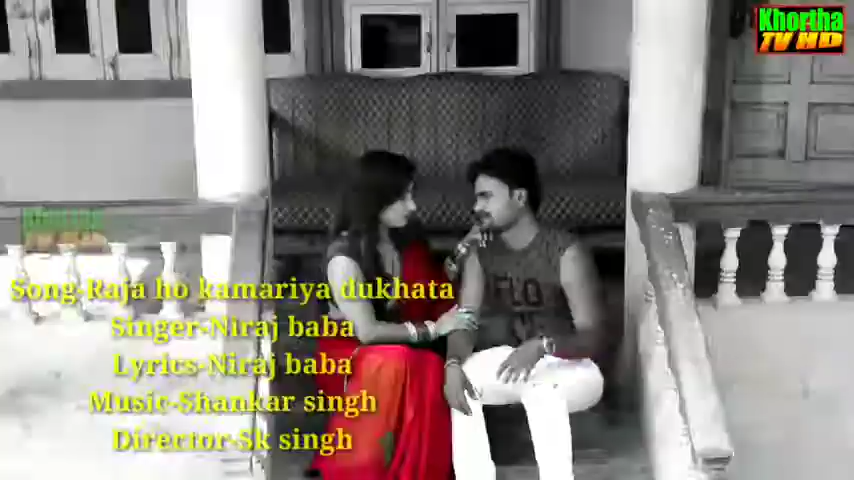 Khortha
TV HD
Song-Raja ho kamariya dukhata
Singer-Niraj baba
Lyrics-Niraj baba
Music-Shankar singh
Director-Sk singh
FLO